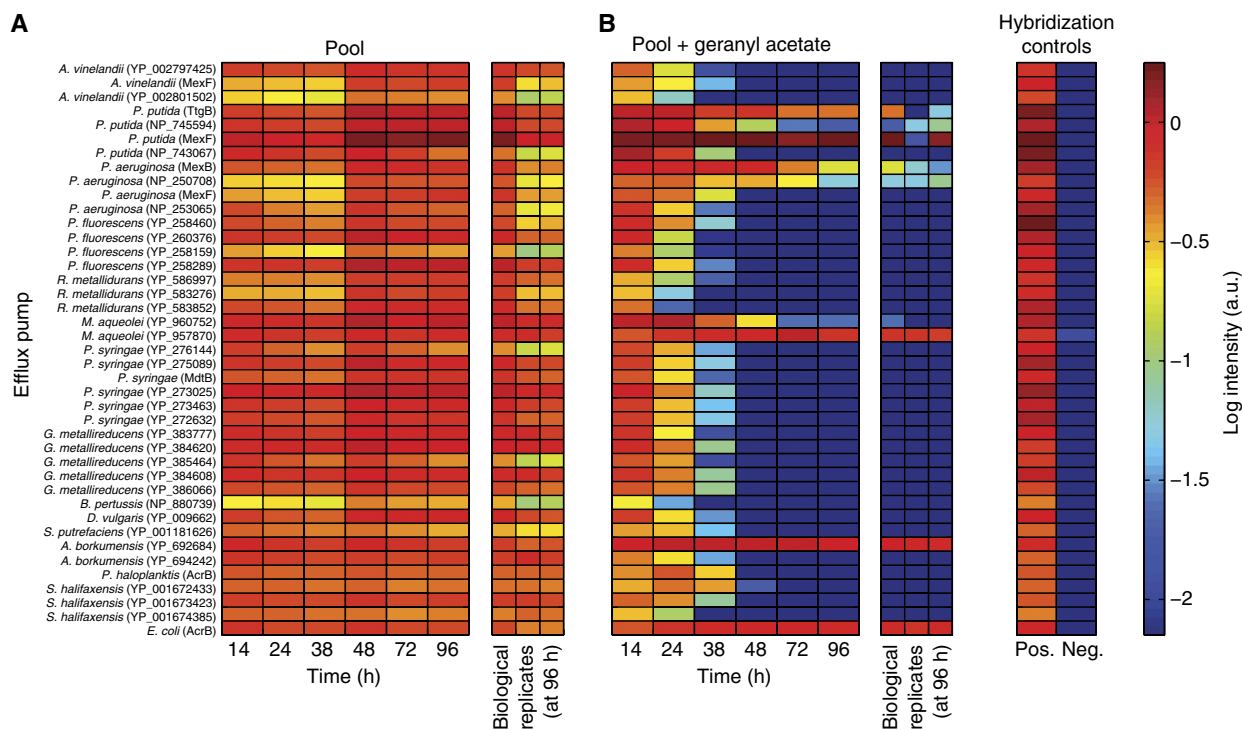 A
B
Pool
Pool + geranyl acetate
Hybridization
controls
Efflux pump
A. vinelandii (YP_002797425)
A. vinelandii (MexF)
A. vinelandii (YP_002801502)
P. putida (TtgB)
P. putida (NP_745594)
P. putida (MexF)
P. putida (NP_743067)
P. aeruginosa (MexB)
P. aeruginosa (NP_250708)
P. aeruginosa (MexF)
P. aeruginosa (NP_253065)
P. fluorescens (YP_258460)
P. fluorescens (YP_260376)
P. fluorescens (YP_258159)
P. fluorescens (YP_258289)
R. metallidurans (YP_586997)
R. metallidurans (YP_583276)
R. metallidurans (YP_583852)
M. aqueolei (YP_960752)
M. aqueolei (YP_957870)
P. syringae (YP_276144)
P. syringae (YP_275089)
P. syringae (MdtB)
P. syringae (YP_273025)
P. syringae (YP_273463)
P. syringae (YP_272632)
G. metallireducens (YP_383777)
G. metallireducens (YP_384620)
G. metallireducens (YP_385464)
G. metallireducens (YP_384608)
G. metallireducens (YP_386066)
B. pertussis (NP_880739)
D. vulgaris (YP_009662)
S. putrefaciens (YP_001181626)
A. borkumensis (YP_692684)
A. borkumensis (YP_694242)
P. haloplanktis (AcrB)
S. halifaxensis (YP_001672433)
S. halifaxensis (YP_001673423)
S. halifaxensis (YP_001674385)
E. coli (AcrB)
14 24 38 48 72 96
Time (h)
Biological
replicates
(at 96 h)
14 24 38 48 72 96
Time (h)
Biological
replicates
(at 96 h)
Pos. Neg.
0
−0.5
−1
−1.5
−2
Log intensity (a.u.)